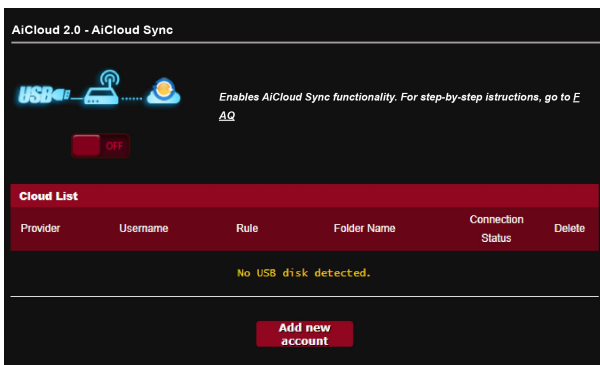 AiCloud 2.0 - AiCloud Sync
USB
Enables AiCloud Sync functionality. For step-by-step istructions, go to F
AQ
OFF
Cloud List
Provider Username Rule Folder Name Connection Status Delete
No USB disk detected.
Add new
account